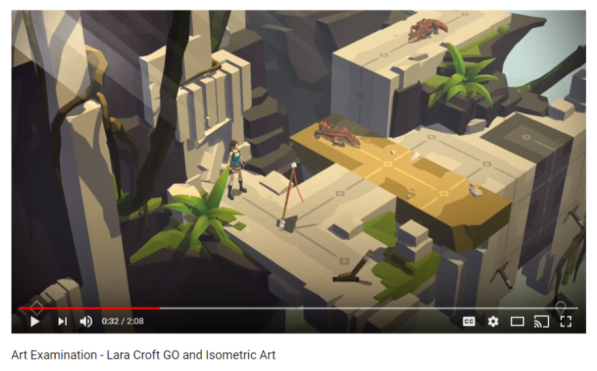 0:32 / 2:08
CC
Art Examination - Lara Croft GO and Isometric Art